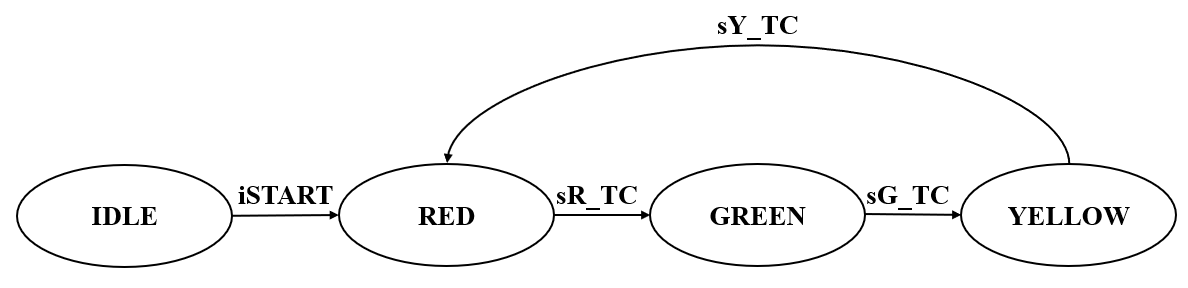 sY_TC
iSTART
sR_TC
sG_TC
IDLE
RED
GREEN
YELLOW